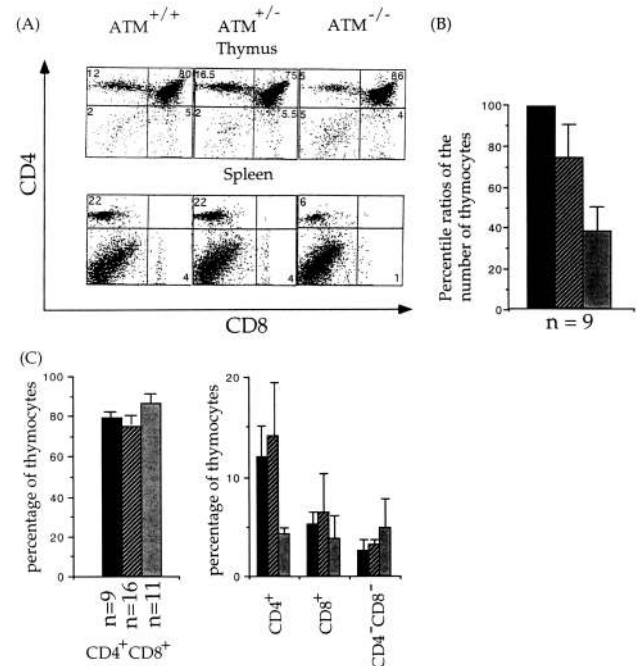 (A)
ATM+/+ ATM+/- ATM-/-
Thymus
12 80 16.5 75.5 5 86
2 5 2 5.5 5 4
Spleen
22 22 6
4 4 1
CD4
CD8
(B)
Percentile ratios of the
number of thymocytes
100
80
60
40
20
0
n = 9
(C)
percentage of thymocytes
100
80
60
40
20
0
n=9
n=16
n=11
CD4+CD8+
percentage of thymocytes
20
10
0
CD4+
CD8+
CD4-CD8-